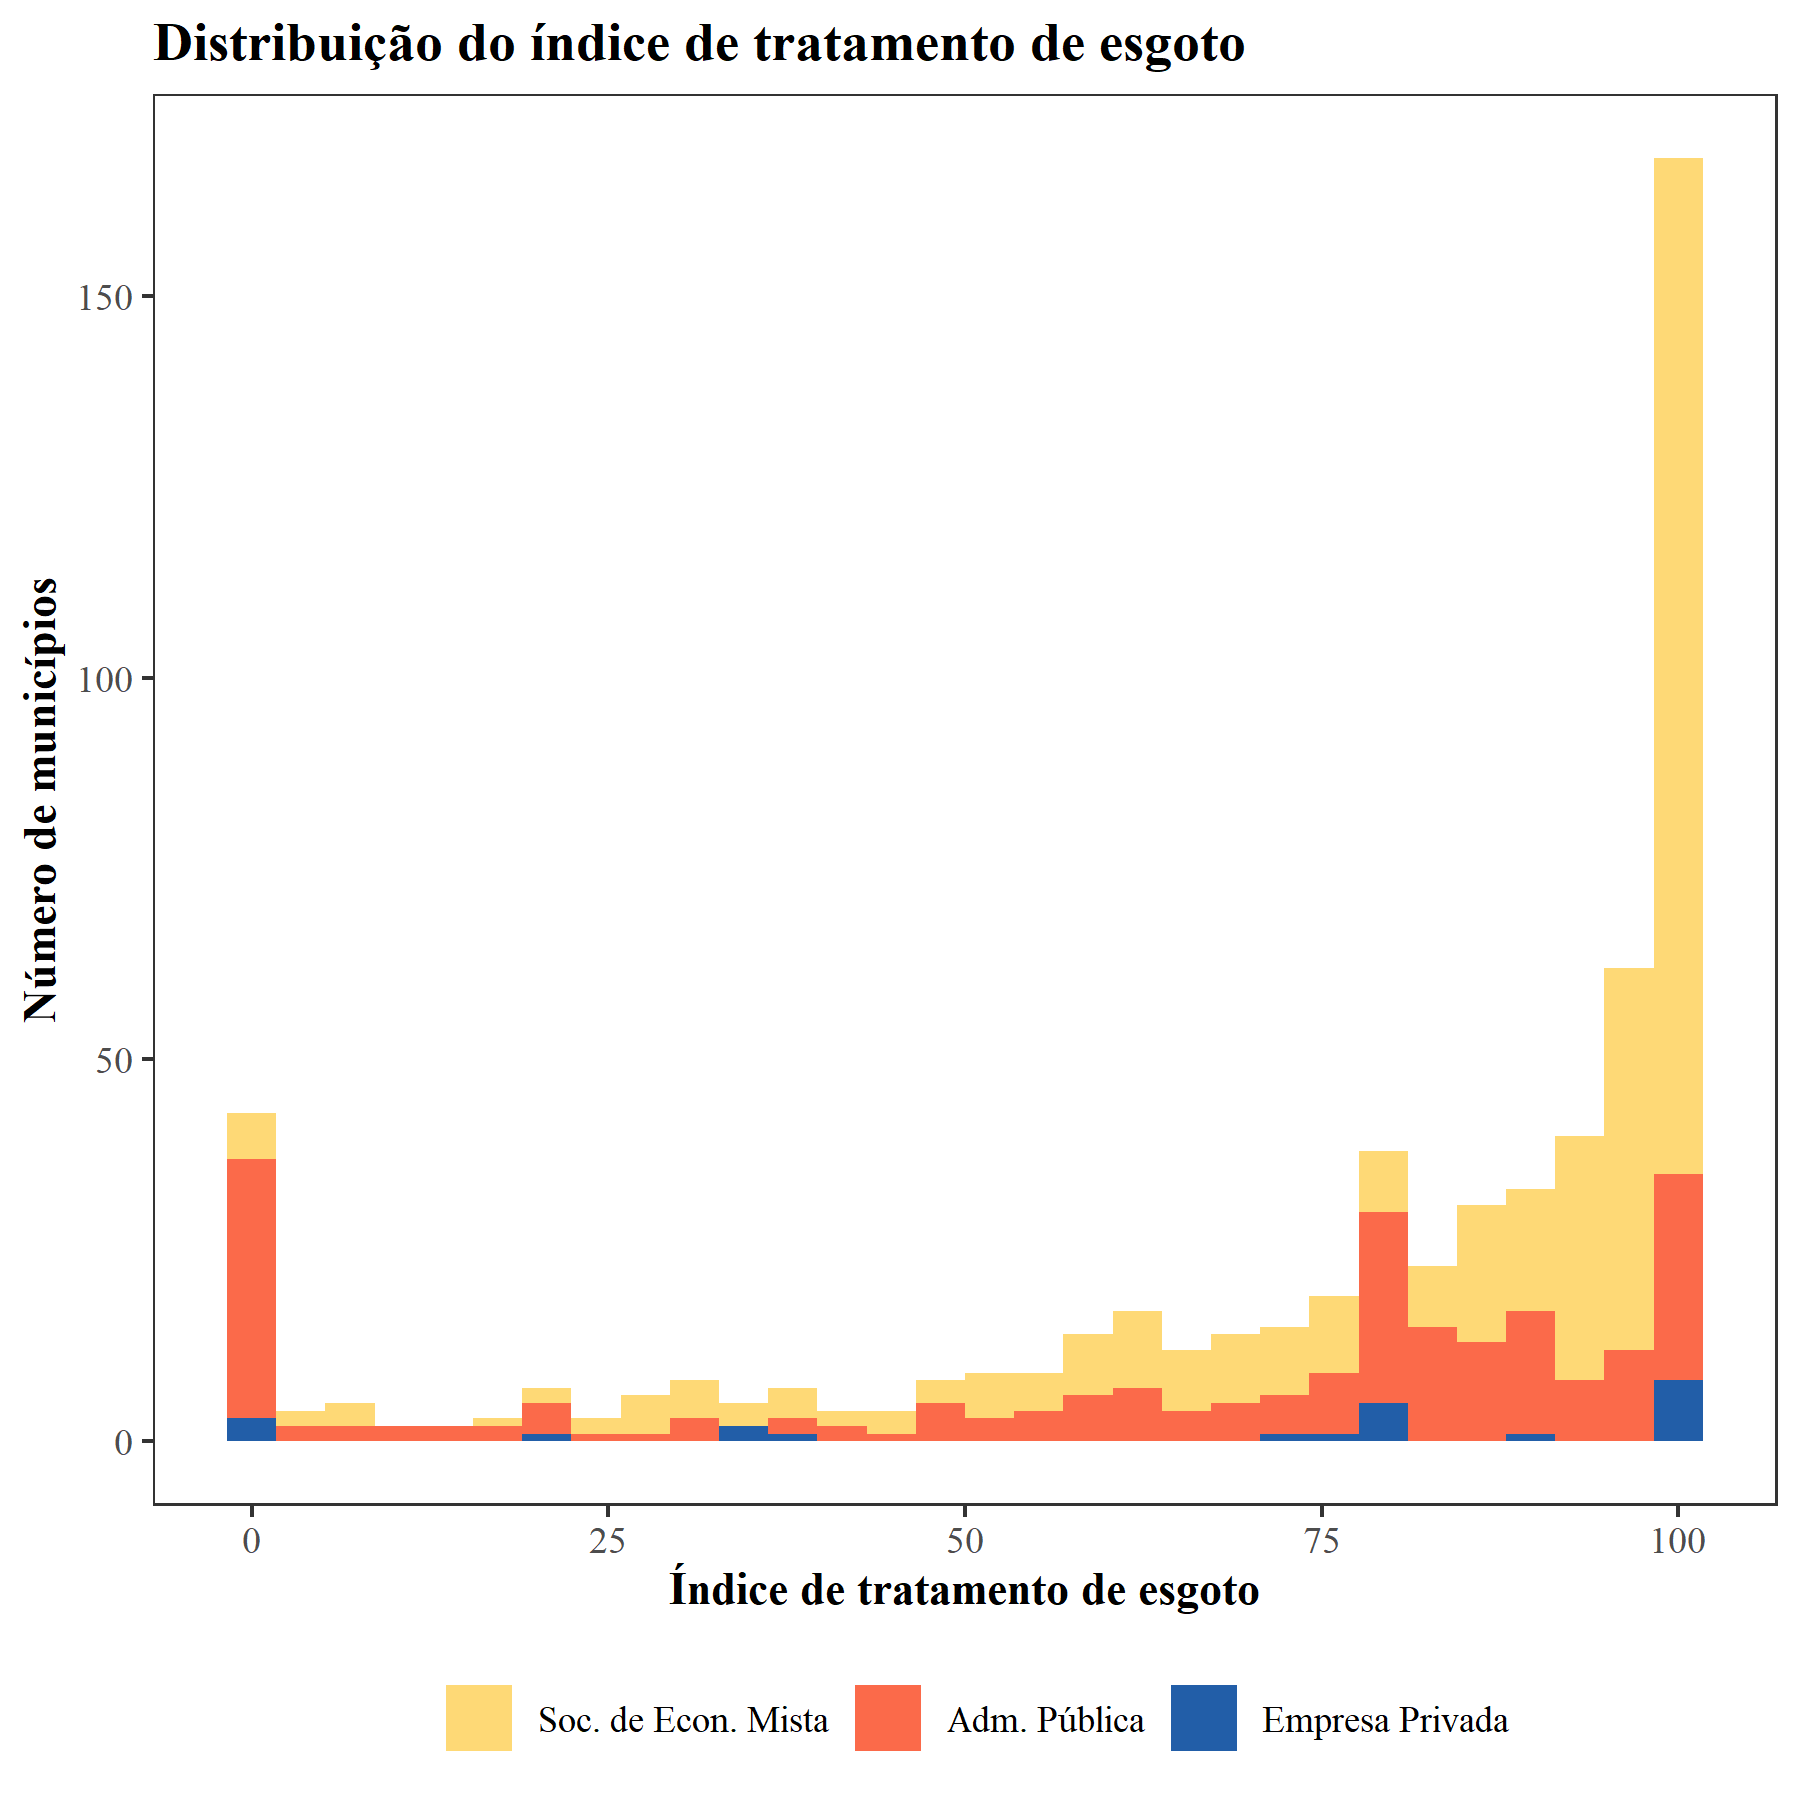 Distribuição do índice de tratamento de esgoto
Número de municípios
150
100
50
0
0 25 50 75 100
Índice de tratamento de esgoto
Soc. de Econ. Mista Adm. Pública Empresa Privada